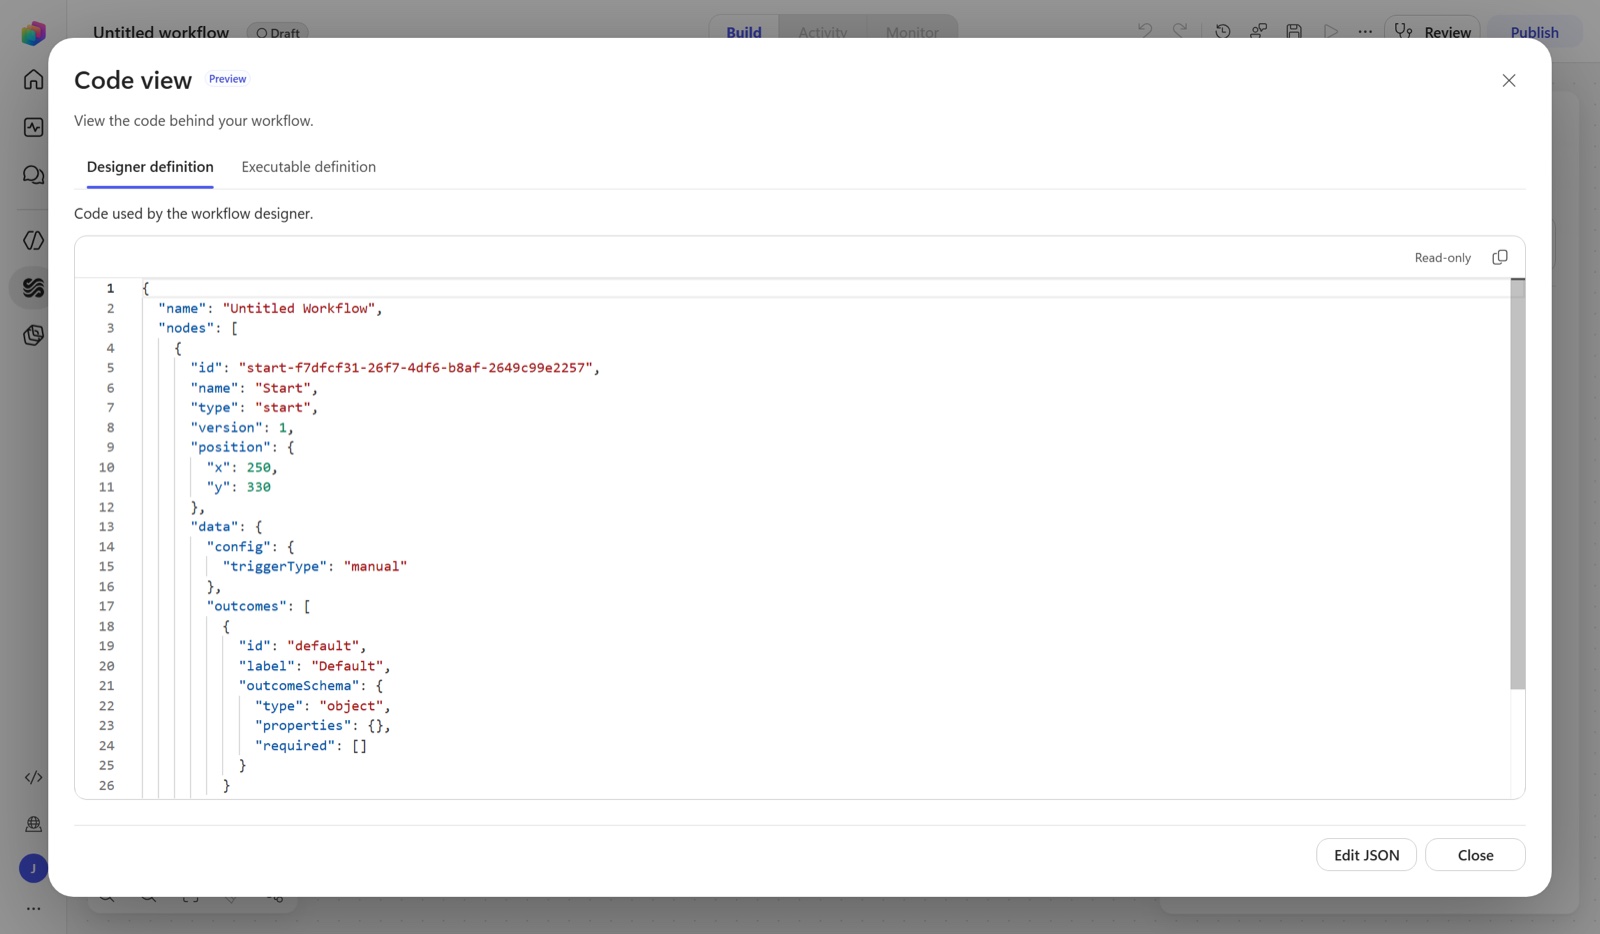 Untitled workflow
Draft
Build
Activity
Monitor
Review
Publish
Code view
Preview
View the code behind your workflow.
Designer definition
Executable definition
Code used by the workflow designer.
Read-only
1 {
2 "name": "Untitled Workflow",
3 "nodes": [
4 {
5 "id": "start-f7dfcf31-26f7-4df6-b8af-2649c99e2257",
6 "name": "Start",
7 "type": "start",
8 "version": 1,
9 "position": {
10 "x": 250,
11 "y": 330
12 },
13 "data": {
14 "config": {
15 "triggerType": "manual"
16 },
17 "outcomes": [
18 {
19 "id": "default",
20 "label": "Default",
21 "outcomeSchema": {
22 "type": "object",
23 "properties": {},
24 "required": []
25 }
26 }
J
Edit JSON
Close